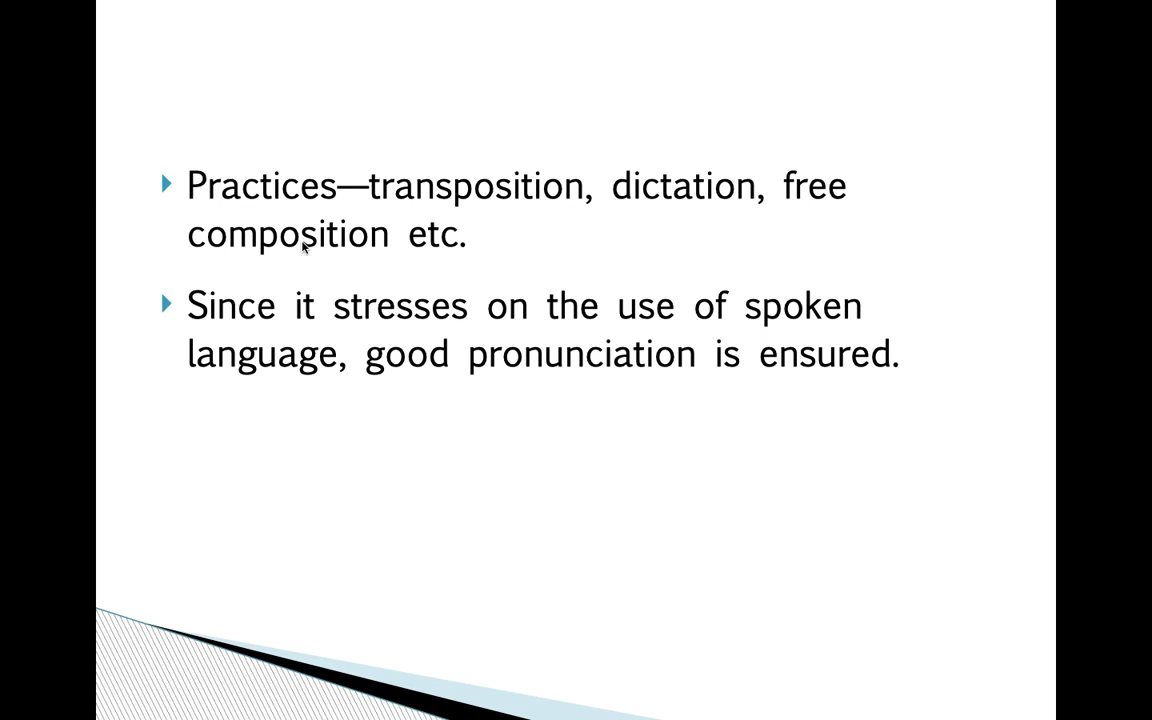 Practices—transposition, dictation, free
composition etc.
Since it stresses on the use of spoken
language, good pronunciation is ensured.